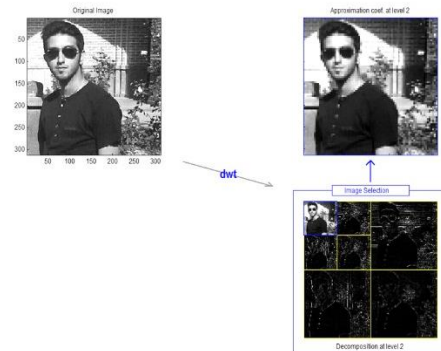 Original Image
50
100
150
200
250
300
50 100 150 200 250 300
dwt
Approximation coef. at level 2
Image Selection
Decomposition at level 2